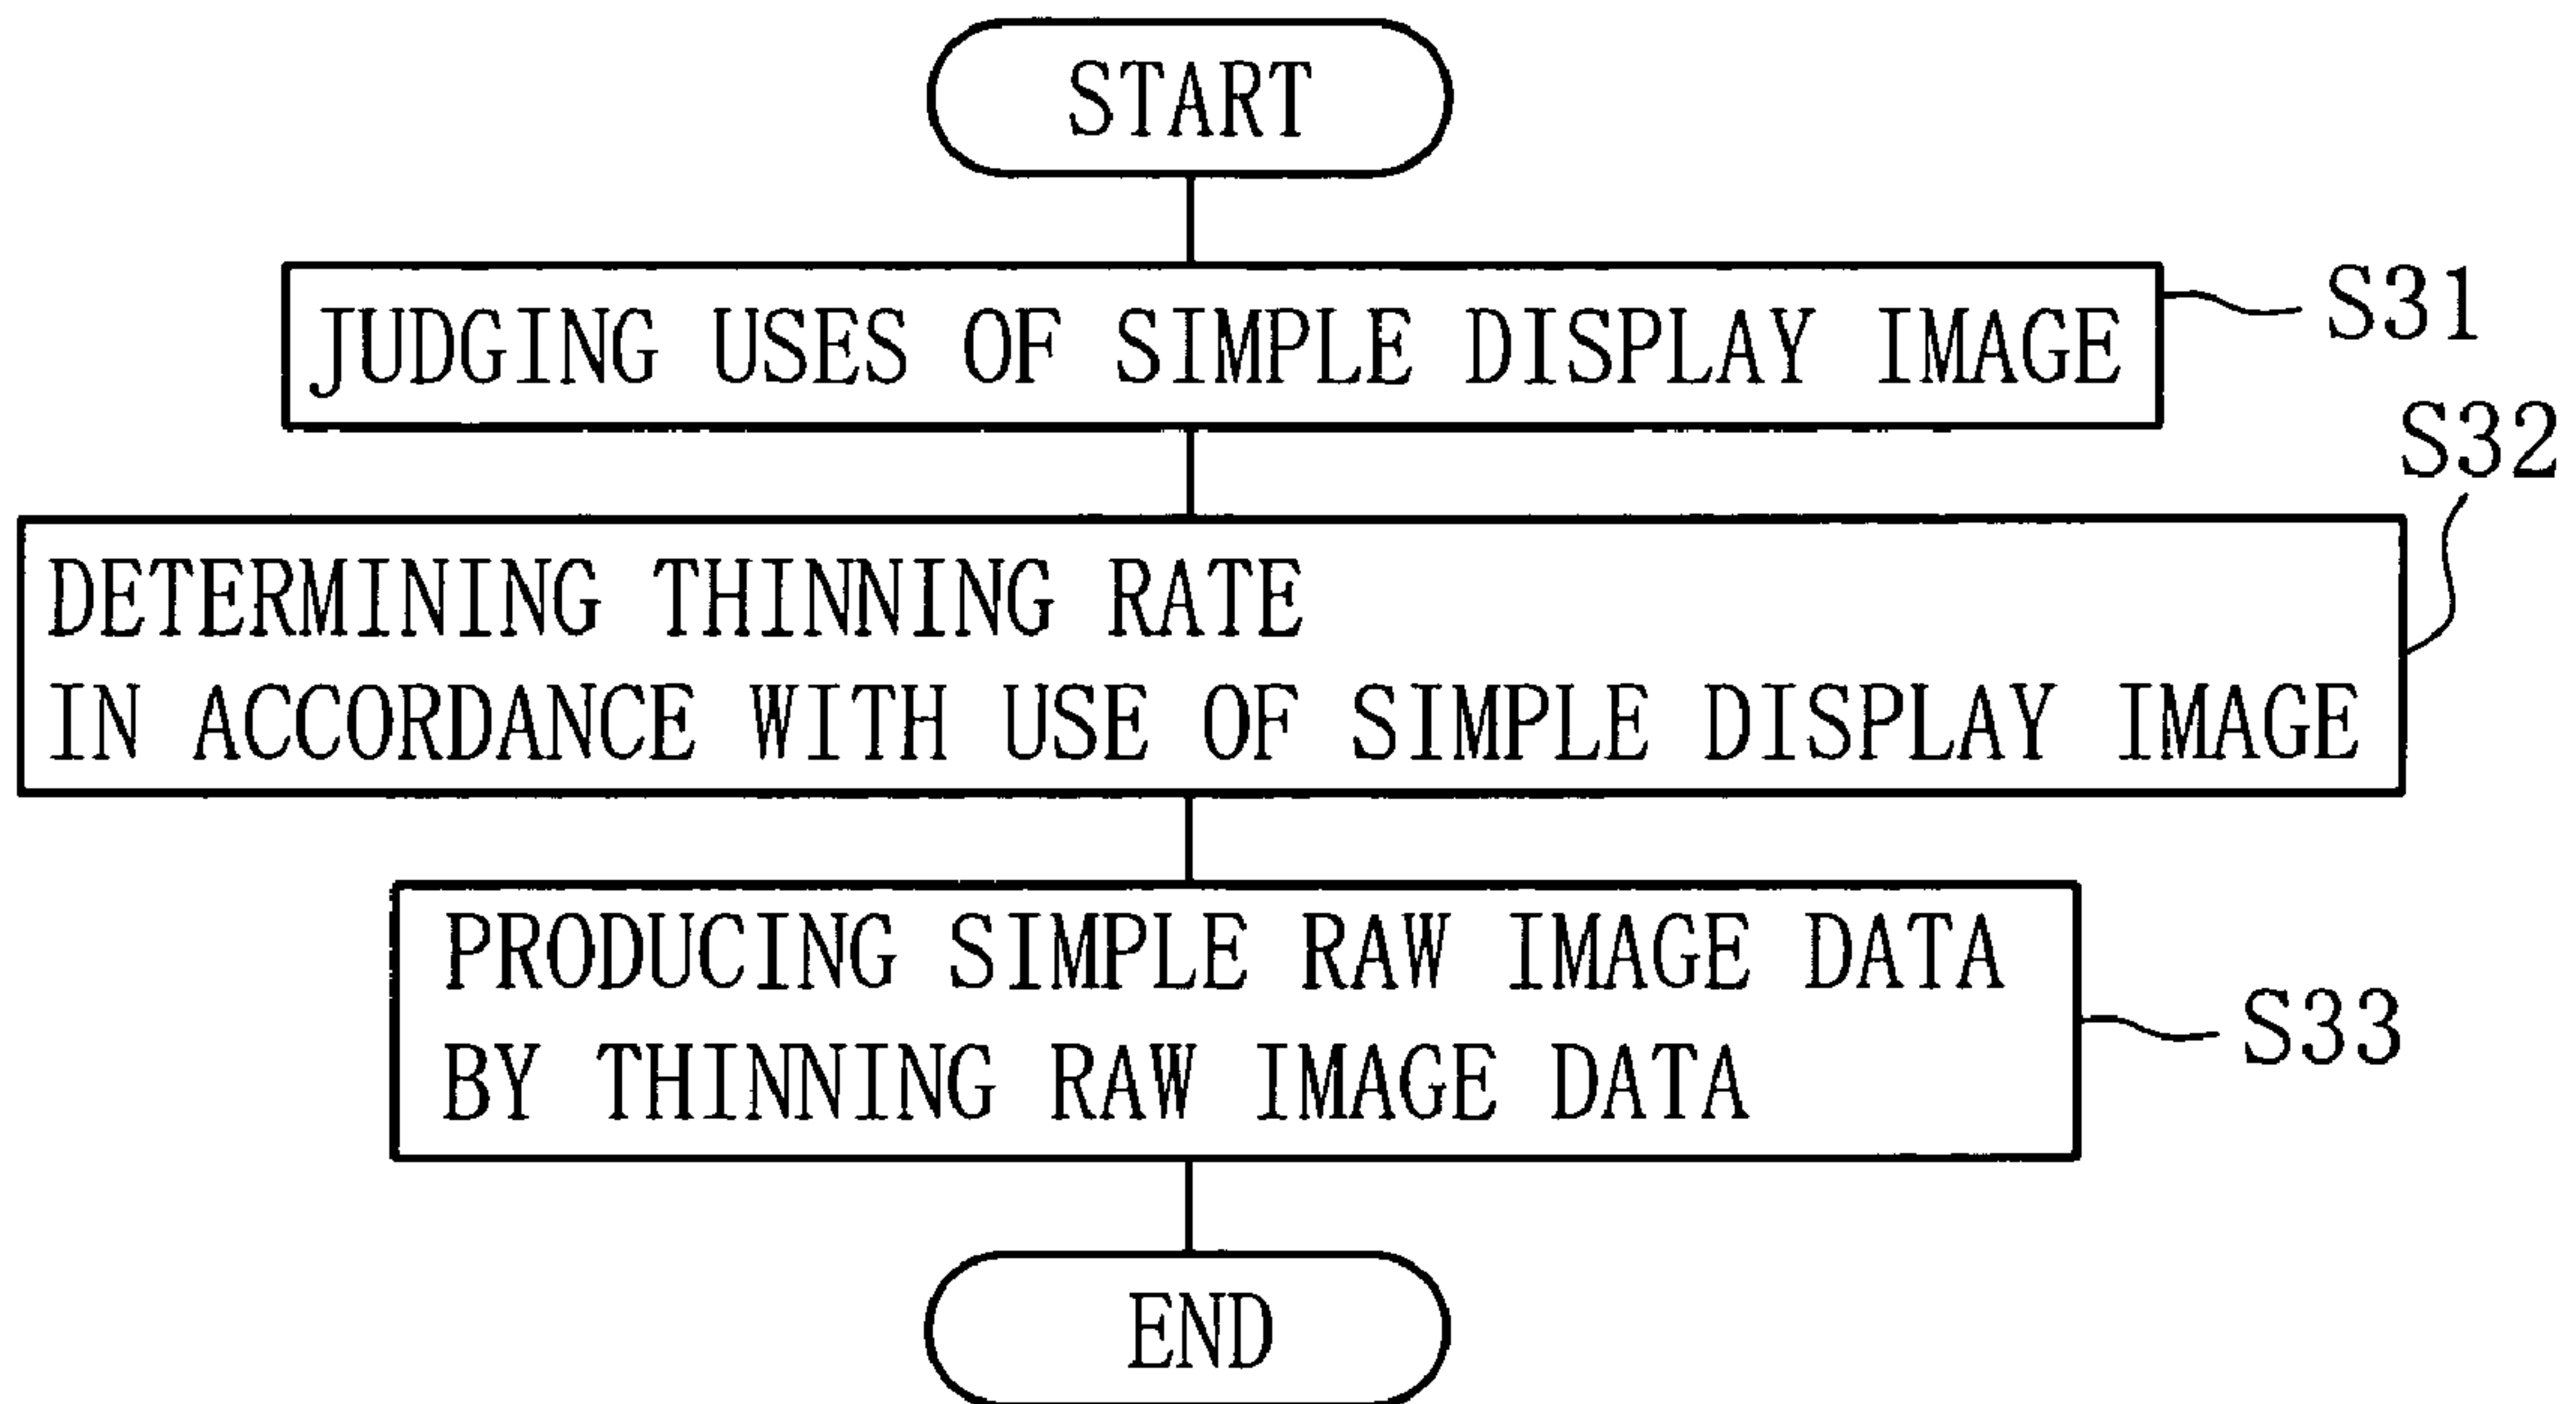 START
JUDGING USES OF SIMPLE DISPLAY IMAGE
S31
S32
DETERMINING THINNING RATE
IN ACCORDANCE WITH USE OF SIMPLE DISPLAY IMAGE
PRODUCING SIMPLE RAW IMAGE DATA
BY THINNING RAW IMAGE DATA
S33
END